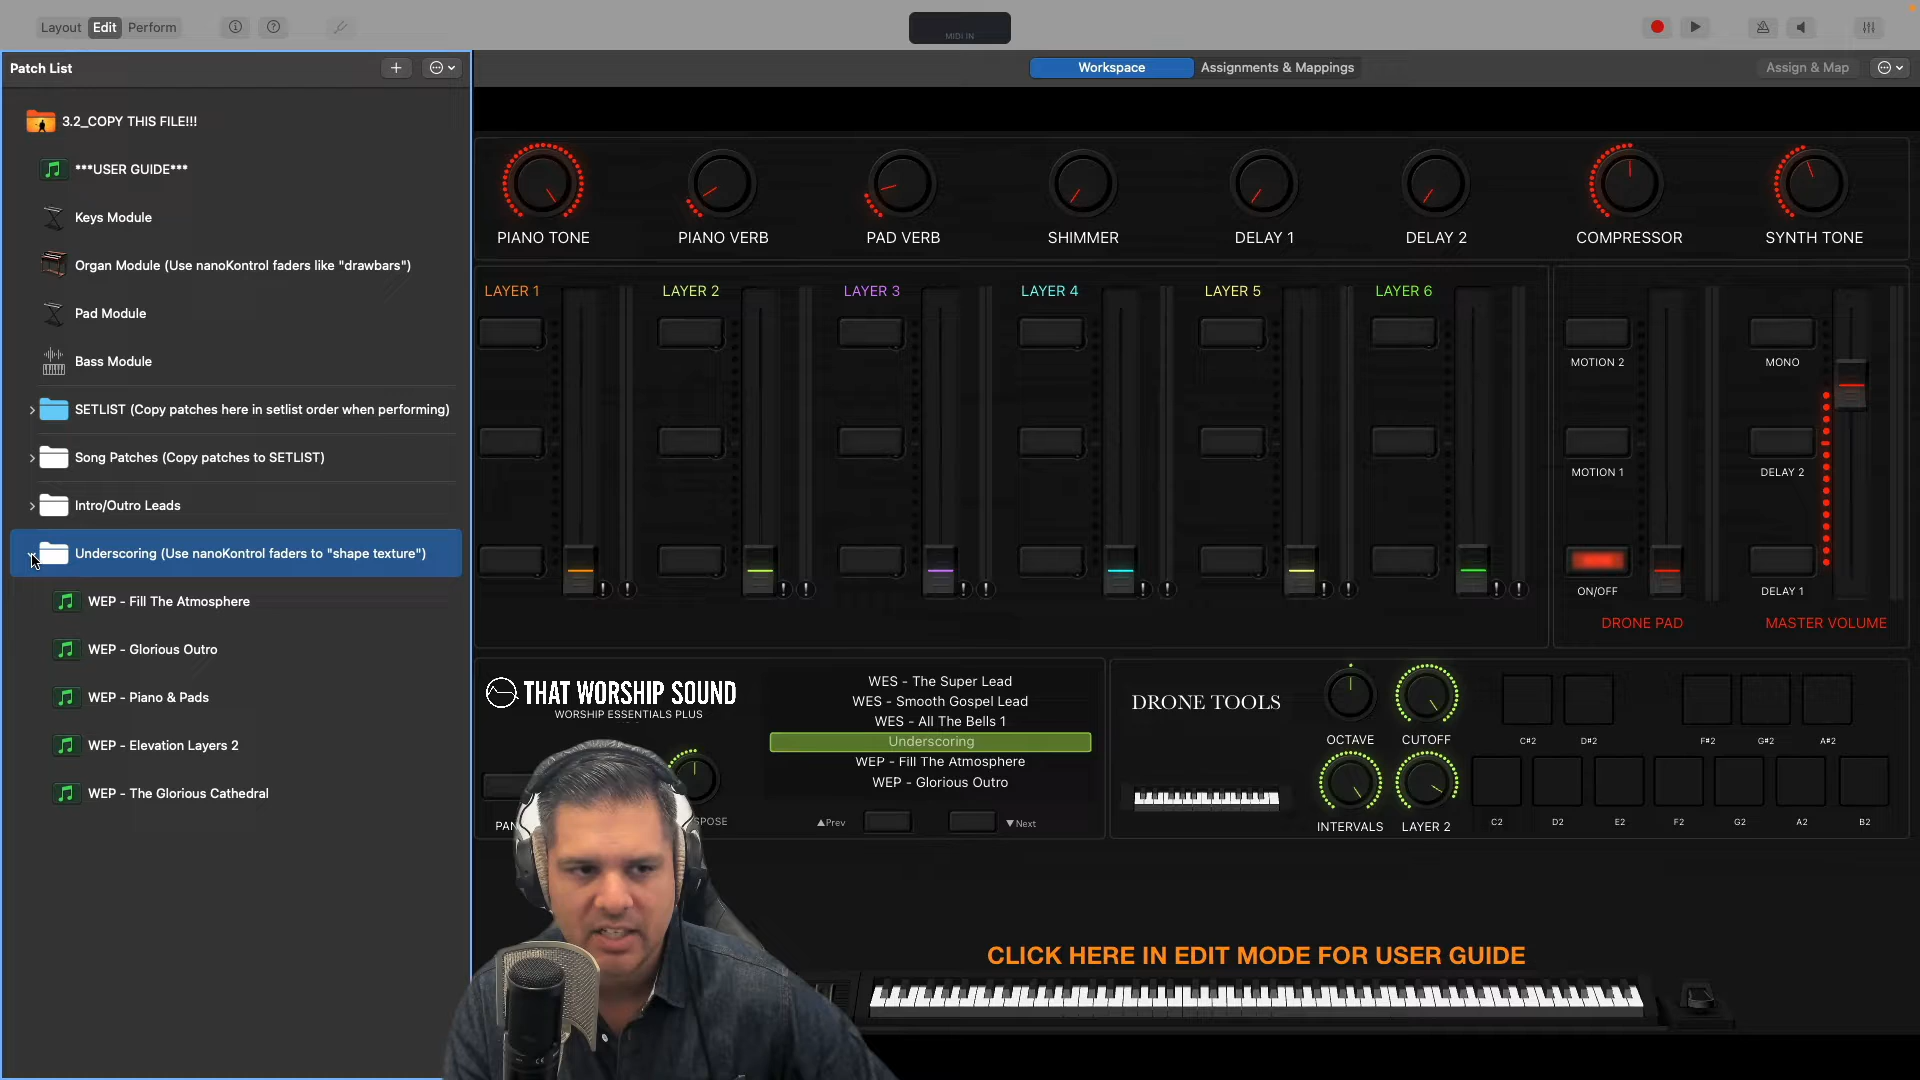 Layout Edit Perform
MIDI IN
Patch List
Workspace
Assignments & Mappings
Assign & Map
3.2_COPY THIS FILE!!!
***USER GUIDE***
Keys Module
Organ Module (Use nanoKontrol faders like "drawbars")
Pad Module
Bass Module
SETLIST (Copy patches here in setlist order when performing)
Song Patches (Copy patches to SETLIST)
Intro/Outro Leads
Underscoring (Use nanoKontrol faders to "shape texture")
WEP - Fill The Atmosphere
WEP - Glorious Outro
WEP - Piano & Pads
WEP - Elevation Layers 2
WEP - The Glorious Cathedral
PIANO TONE
PIANO VERB
PAD VERB
SHIMMER
DELAY 1
DELAY 2
COMPRESSOR
SYNTH TONE
LAYER 1
LAYER 2
LAYER 3
LAYER 4
LAYER 5
LAYER 6
MOTION 2
MONO
MOTION 1
DELAY 2
ON/OFF
DELAY 1
DRONE PAD
MASTER VOLUME
THAT WORSHIP SOUND
WORSHIP ESSENTIALS PLUS
WES - The Super Lead
WES - Smooth Gospel Lead
WES - All The Bells 1
Underscoring
WEP - Fill The Atmosphere
WEP - Glorious Outro
▲Prev
▼Next
DRONE TOOLS
OCTAVE
CUTOFF
INTERVALS
LAYER 2
C#2
D#2
F#2
G#2
A#2
C2
D2
E2
F2
G2
A2
B2
CLICK HERE IN EDIT MODE FOR USER GUIDE